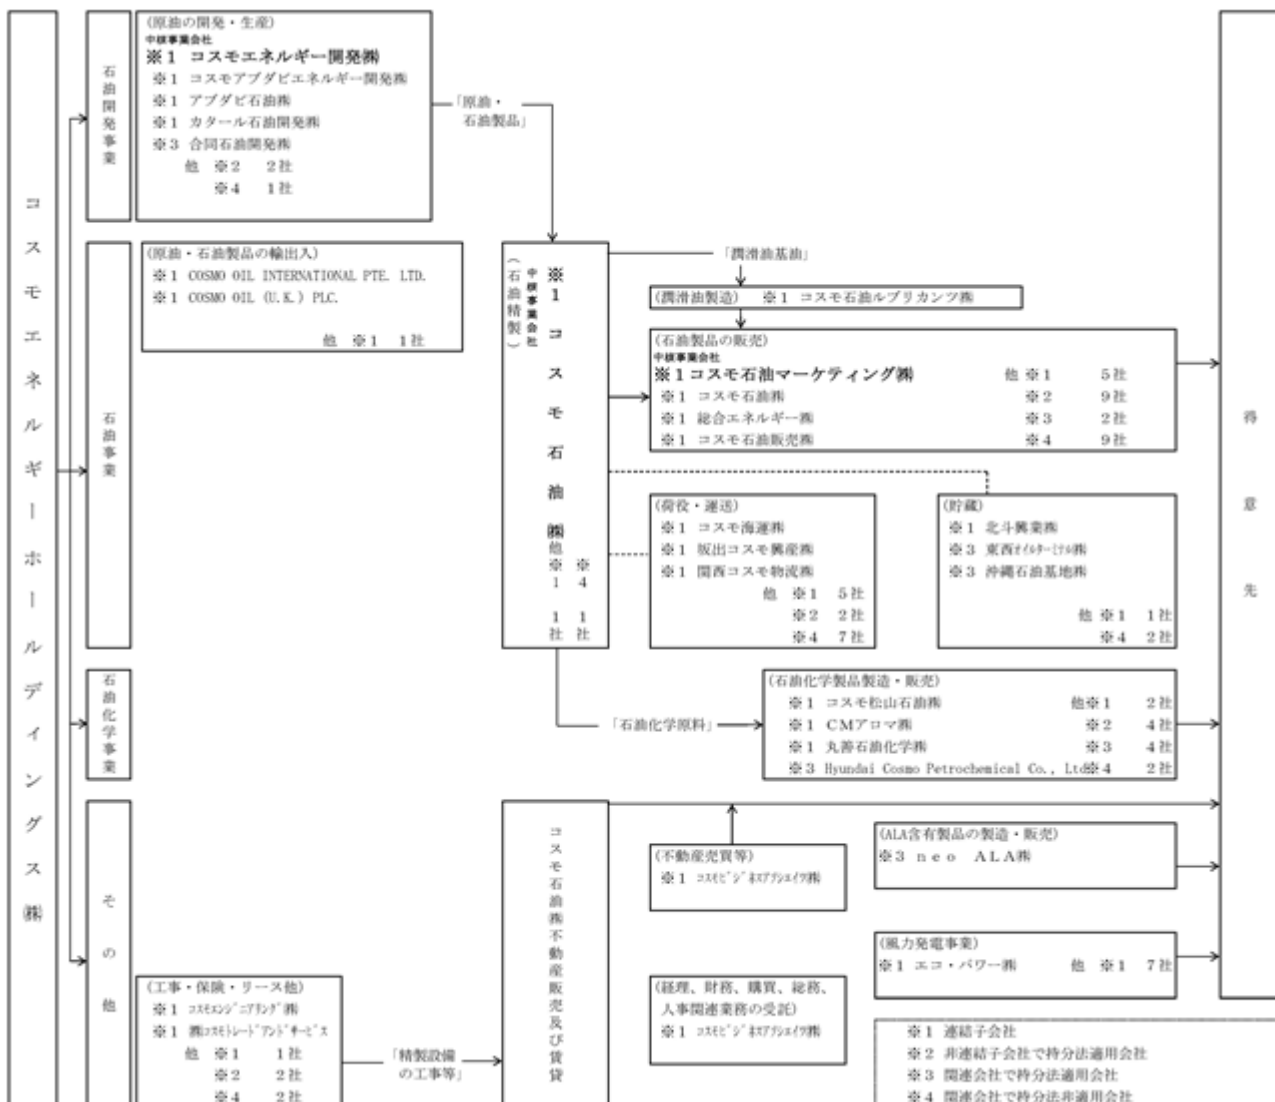 コスモエネルギーホールディングス㈱
石油開発事業
(原油の開発・生産)
中核事業会社
※１ コスモエネルギー開発㈱
※１ コスモアブダビエネルギー開発㈱
※１ アブダビ石油㈱
※１ カタール石油開発㈱
※３ 合同石油開発㈱
他 ※２ ２社
※４ １社
「原油・
石油製品」
石油事業
(原油・石油製品の輸出入)
※１ COSMO OIL INTERNATIONAL PTE. LTD.
※１ COSMO OIL (U.K.) PLC.
他 ※１ １社
※１コスモ石油㈱
中核事業会社
(石油精製)
他※１ １社
※４ １社
「潤滑油基油」
(潤滑油製造) ※１ コスモ石油ルブリカンツ㈱
(石油製品の販売)
中核事業会社
※１コスモ石油マーケティング㈱ 他 ※１ ５社
※１ コスモ石油㈱ ※２ ９社
※１ 総合エネルギー㈱ ※３ ２社
※１ コスモ石油販売㈱ ※４ ９社
(荷役・運送)
※１ コスモ海運㈱
※１ 坂出コスモ興産㈱
※１ 関西コスモ物流㈱
他 ※１ ５社
※２ ２社
※４ ７社
(貯蔵)
※１ 北斗興業㈱
※３ 東西ｵｲﾙﾀｰﾐﾅﾙ㈱
※３ 沖縄石油基地㈱
他 ※１ １社
※４ ２社
石油化学事業
「石油化学原料」
(石油化学製品製造・販売)
※１ コスモ松山石油㈱ 他※１ ２社
※１ ＣＭアロマ㈱ ※２ ４社
※１ 丸善石油化学㈱ ※３ ４社
※３ Hyundai Cosmo Petrochemical Co., Ltd※４ ２社
その他
(工事・保険・リース他)
※１ ｺｽﾓｴﾝｼﾞﾆｱﾘﾝｸﾞ㈱
※１ ㈱ｺｽﾓﾄﾚｰﾄﾞｱﾝﾄﾞｻｰﾋﾞｽ
他 ※１ １社
※２ ２社
※４ ２社
「精製設備
の工事等」
コスモ石油㈱不動産販売及び賃貸
(不動産売買等)
※１ ｺｽﾓﾋﾞｼﾞﾈｽｱｿｼｴｲﾂ㈱
(経理、財務、購買、総務、
人事関連業務の受託)
※１ ｺｽﾓﾋﾞｼﾞﾈｽｱｿｼｴｲﾂ㈱
(ALA含有製品の製造・販売)
※３ ｎｅｏ ＡＬＡ㈱
(風力発電事業)
※１ エコ・パワー㈱ 他 ※１ ７社
得意先
※１ 連結子会社
※２ 非連結子会社で持分法適用会社
※３ 関連会社で持分法適用会社
※４ 関連会社で持分法非適用会社